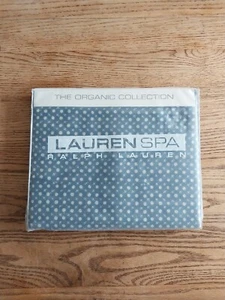 THE ORGANIC COLLECTION
LAUREN SPA
RALPH LAUREN